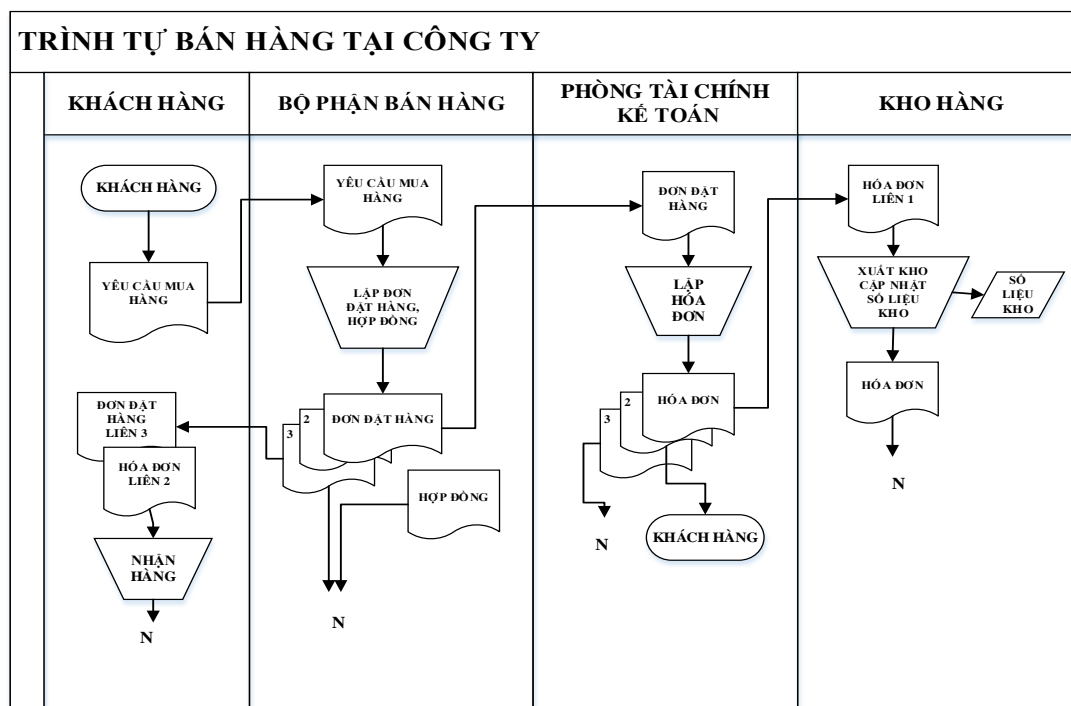 TRÌNH TỰ BÁN HÀNG TẠI CÔNG TY
KHÁCH HÀNG
BỘ PHẬN BÁN HÀNG
PHÒNG TÀI CHÍNH
KẾ TOÁN
KHO HÀNG
KHÁCH HÀNG
YÊU CẦU MUA
HÀNG
ĐƠN ĐẶT
HÀNG
LIÊN 3
HÓA ĐƠN
LIÊN 2
NHẬN
HÀNG
N
YÊU CẦU MUA
HÀNG
LẬP ĐƠN
ĐẶT HÀNG,
HỢP ĐỒNG
ĐƠN ĐẶT HÀNG
2
3
HỢP ĐỒNG
N
ĐƠN ĐẶT
HÀNG
LẬP
HÓA
ĐƠN
HÓA ĐƠN
2
3
N
KHÁCH HÀNG
HÓA ĐƠN
LIÊN 1
XUẤT KHO
CẬP NHẬT
SỐ LIỆU
KHO
SỐ
LIỆU
KHO
HÓA ĐƠN
N